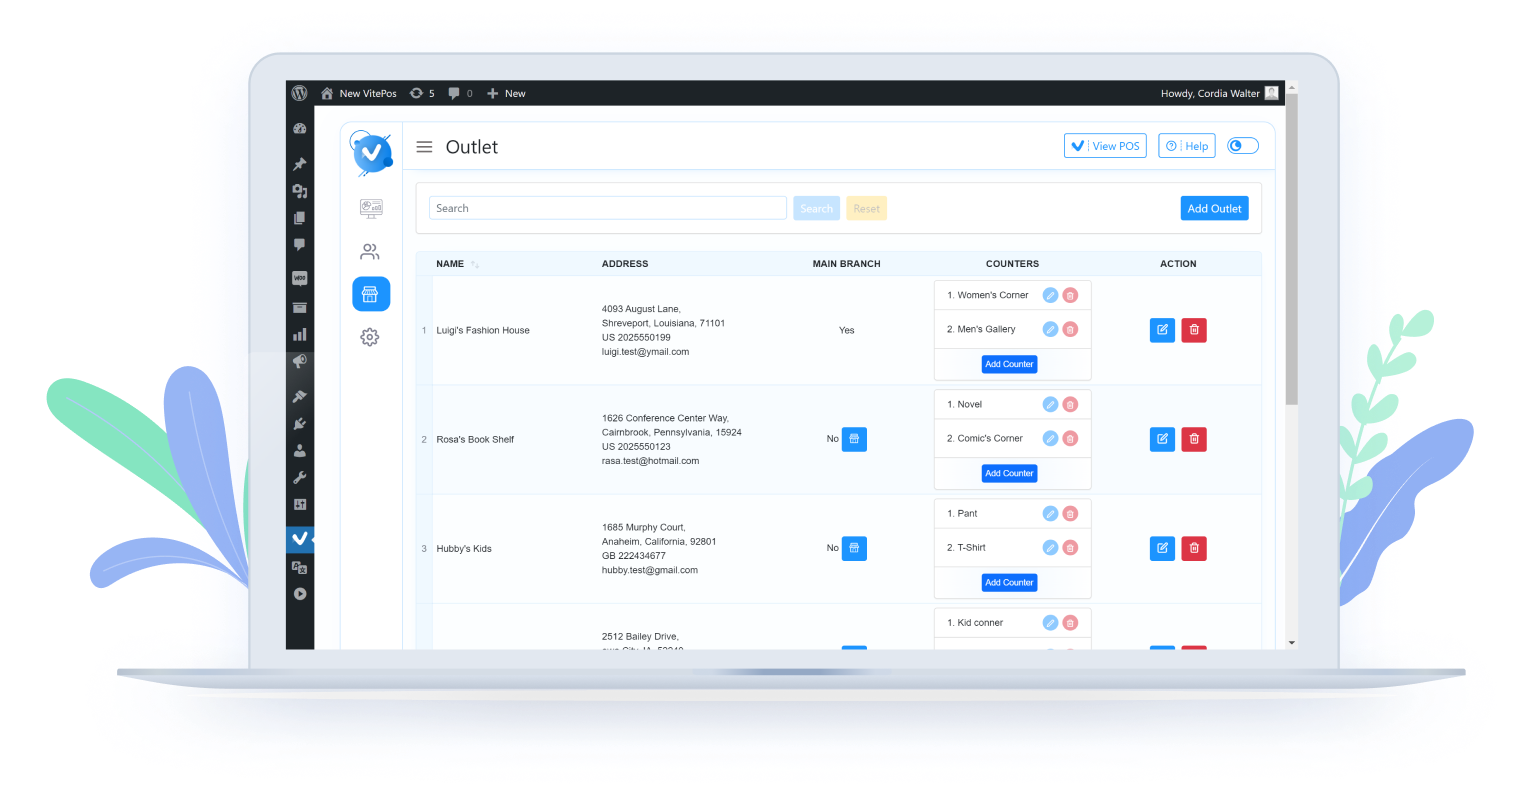 New VitePos 5 0 New Howdy, Cordia Walter
Outlet
View POS Help
Search Search Reset Add Outlet
NAME ADDRESS MAIN BRANCH COUNTERS ACTION
1 Luigi's Fashion House
4093 August Lane,
Shreveport, Louisiana, 71101
US 2025550199
luigi.test@ymail.com
Yes
1. Women's Corner
2. Men's Gallery
Add Counter
2 Rosa's Book Shelf
1626 Conference Center Way,
Cairnbrook, Pennsylvania, 15924
US 2025550123
rasa.test@hotmail.com
No
1. Novel
2. Comic's Corner
Add Counter
3 Hubby's Kids
1685 Murphy Court,
Anaheim, California, 92801
GB 222434677
hubby.test@gmail.com
No
1. Pant
2. T-Shirt
Add Counter
2512 Bailey Drive,
1. Kid conner
WOO